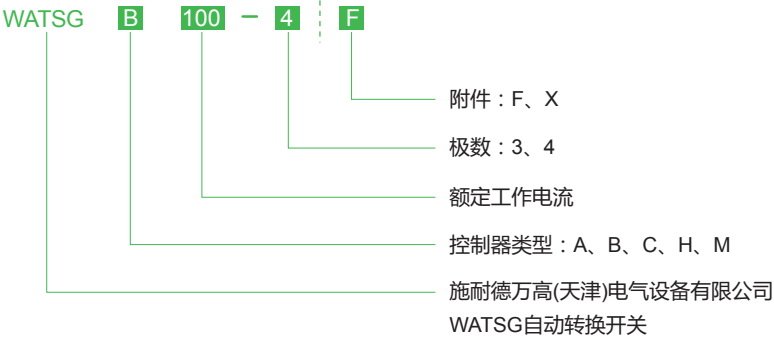 WATSG B 100 - 4 F
附件：F、X
极数：3、4
额定工作电流
控制器类型：A、B、C、H、M
施耐德万高(天津)电气设备有限公司
WATSG自动转换开关